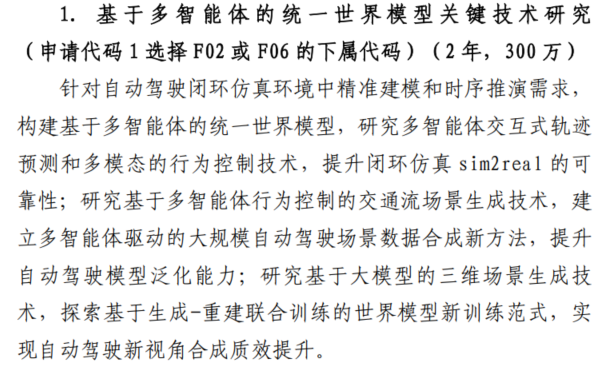 1. 基于多智能体的统一世界模型关键技术研究
（申请代码 1 选择 F02 或 F06 的下属代码）（2 年，300 万）
针对自动驾驶闭环仿真环境中精准建模和时序推演需求，
构建基于多智能体的统一世界模型，研究多智能体交互式轨迹
预测和多模态的行为控制技术，提升闭环仿真 sim2real 的可
靠性；研究基于多智能体行为控制的交通流场景生成技术，建
立多智能体驱动的大规模自动驾驶场景数据合成新方法，提升
自动驾驶模型泛化能力；研究基于大模型的三维场景生成技
术，探索基于生成-重建联合训练的世界模型新训练范式，实
现自动驾驶新视角合成质效提升。